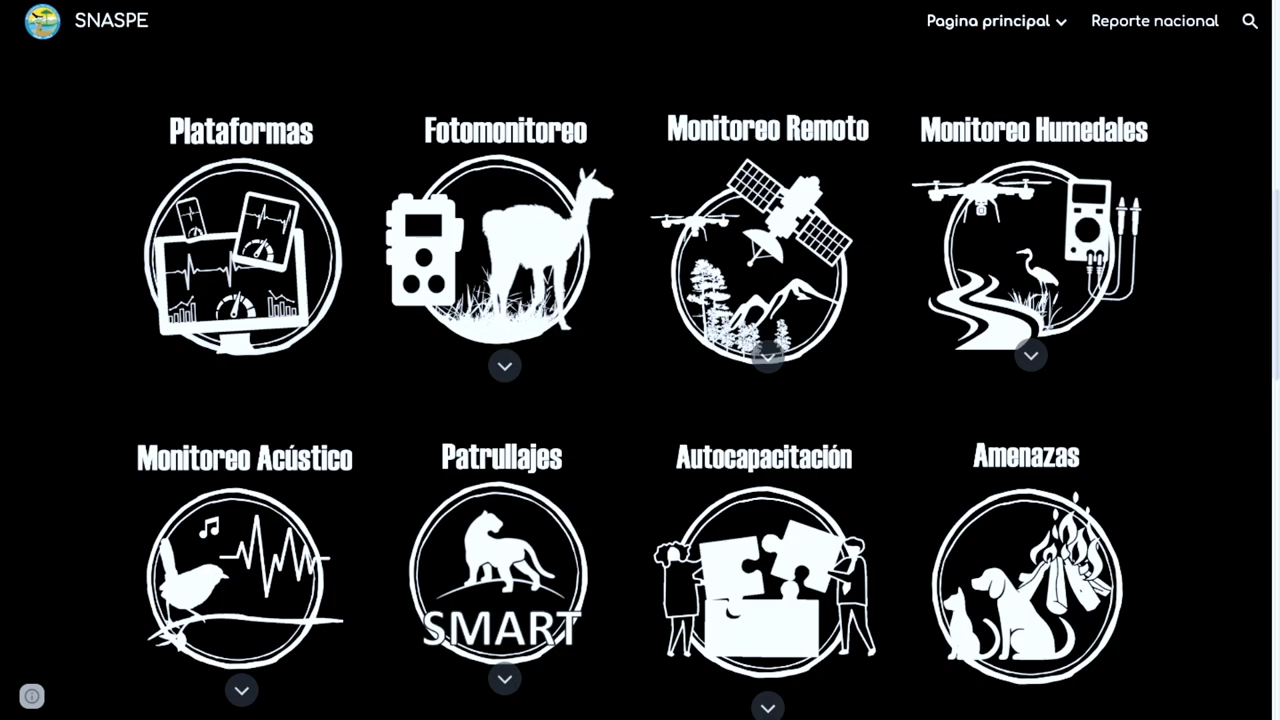 SNASPE
Pagina principal
Reporte nacional
Plataformas
Fotomonitoreo
Monitoreo Remoto
Monitoreo Humedales
Monitoreo Acústico
Patrullajes
Autocapacitación
Amenazas
SMART